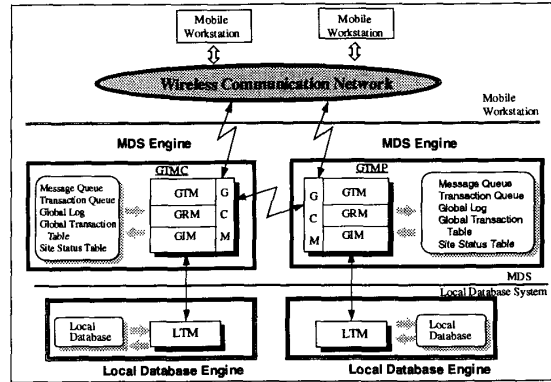 Mobile
Workstation
Mobile
Workstation
Wireless Communication Network
Mobile
Workstation
MDS Engine
MDS Engine
GTMC
GTMP
Message Queue
Transaction Queue
Global Log
Global Transaction
Table
Site Status Table
GTM
GRM
GIM
G
C
M
G
C
M
GTM
GRM
GIM
Message Queue
Transaction Queue
Global Log
Global Transaction
Table
Site Status Table
MDS
Local Database System
Local
Database
LTM
LTM
Local
Database
Local Database Engine
Local Database Engine